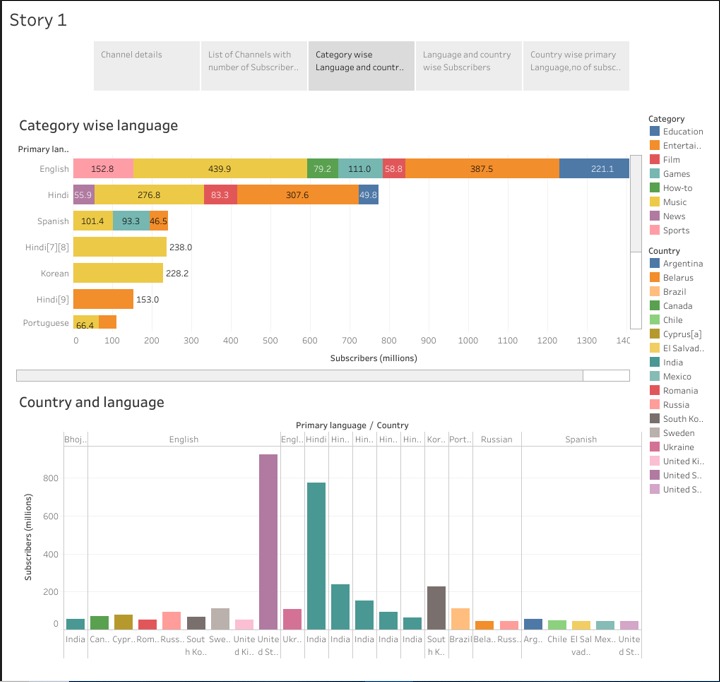 Story 1
Channel details
List of Channels with
number of Subscriber..
Category wise
Language and countr..
Language and country
wise Subscribers
Country wise primary
Language,no of subsc..
Category wise language
Primary lan..
English
152.8
439.9
79.2
111.0
58.8
387.5
221.1
Hindi
55.9
276.8
83.3
307.6
49.8
Spanish
101.4
93.3
46.5
Hindi[7][8]
238.0
Korean
228.2
Hindi[9]
153.0
Portuguese
66.4
0
100
200
300
400
500
600
700
800
900
1000
1100
1200
1300
140
Subscribers (millions)
Category
Education
Entertai..
Film
Games
How-to
Music
News
Sports
Country
Argentina
Belarus
Brazil
Canada
Chile
Cyprus[a]
El Salvad..
India
Mexico
Romania
Russia
South Ko..
Sweden
Ukraine
United Ki..
United S..
United S..
Country and language
Primary language / Country
Bhoj..
English
Engl..
Hindi
Hin..
Hin..
Hin..
Hin..
Kor..
Port..
Russian
Spanish
Subscribers (millions)
800
600
400
200
0
India
Can..
Cypr..
Rom..
Russ..
Sout
h Ko..
Swe..
Unite
d Ki..
Unite
d St..
Ukr..
India
India
India
India
India
Sout
h K..
Brazil
Bela..
Russ..
Arg..
Chile
El Sal
vad..
Mex..
Unite
d St..